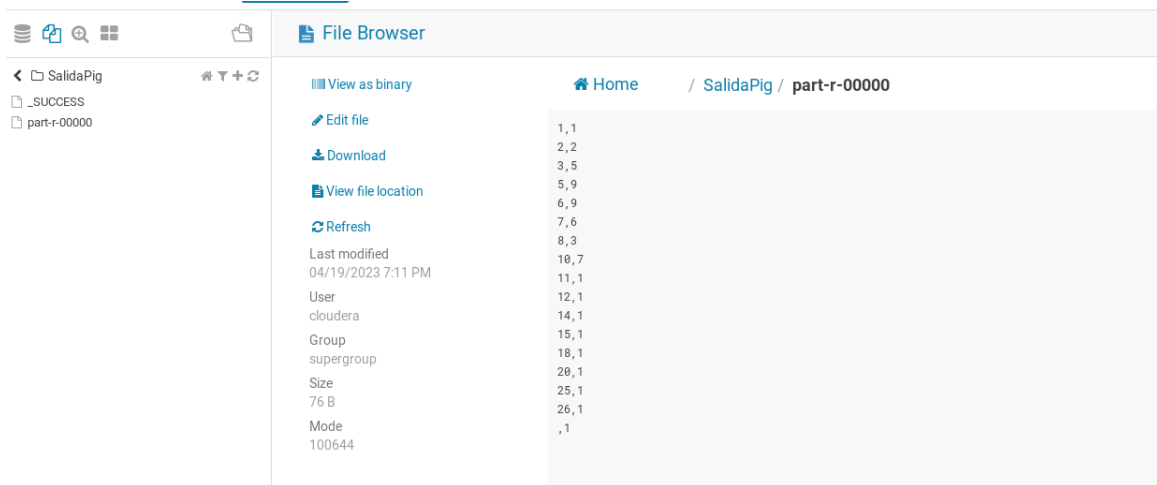 File Browser
SalidaPig
_SUCCESS
part-r-00000
View as binary
Edit file
Download
View file location
Refresh
Last modified
04/19/2023 7:11 PM
User
cloudera
Group
supergroup
Size
76 B
Mode
100644
Home / SalidaPig / part-r-00000
1,1
2,2
3,5
5,9
6,9
7,6
8,3
10,7
11,1
12,1
14,1
15,1
18,1
20,1
25,1
26,1
,1